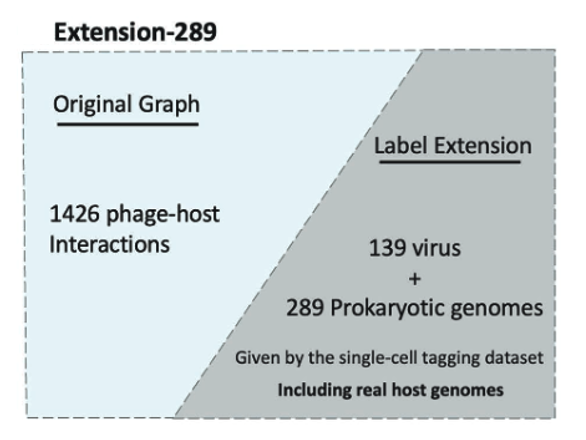 Extension-289
Original Graph
Label Extension
1426 phage-host
Interactions
139 virus
+
289 Prokaryotic genomes
Given by the single-cell tagging dataset
Including real host genomes